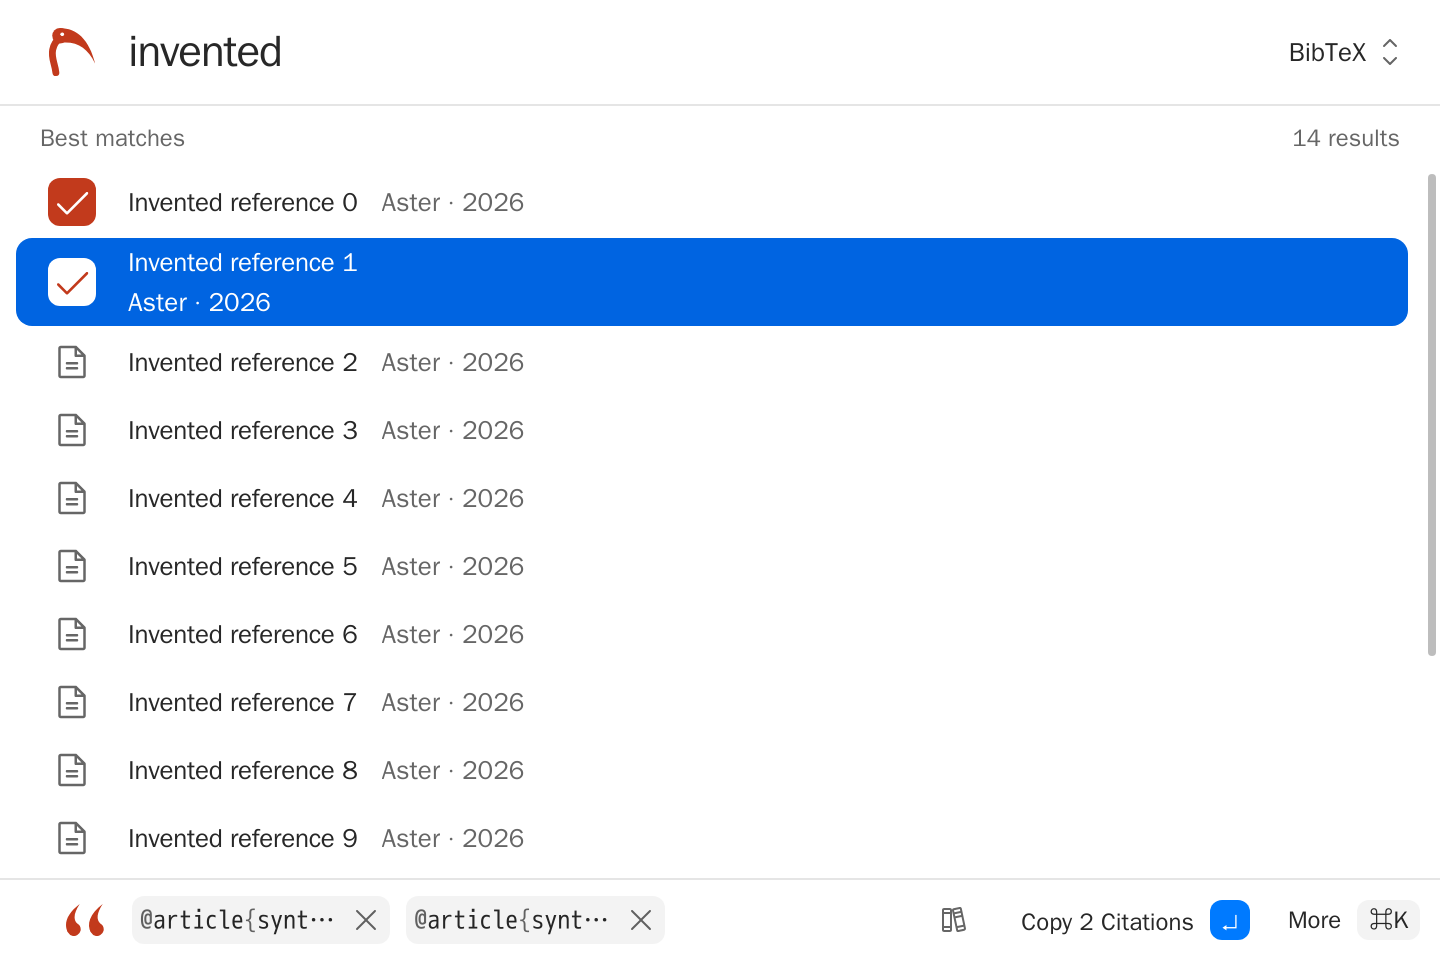 invented
BibTeX
Best matches
14 results
Invented reference 0 Aster · 2026
Invented reference 1
Aster · 2026
Invented reference 2 Aster · 2026
Invented reference 3 Aster · 2026
Invented reference 4 Aster · 2026
Invented reference 5 Aster · 2026
Invented reference 6 Aster · 2026
Invented reference 7 Aster · 2026
Invented reference 8 Aster · 2026
Invented reference 9 Aster · 2026
@article{synt··· @article{synt··· Copy 2 Citations More ⌘K